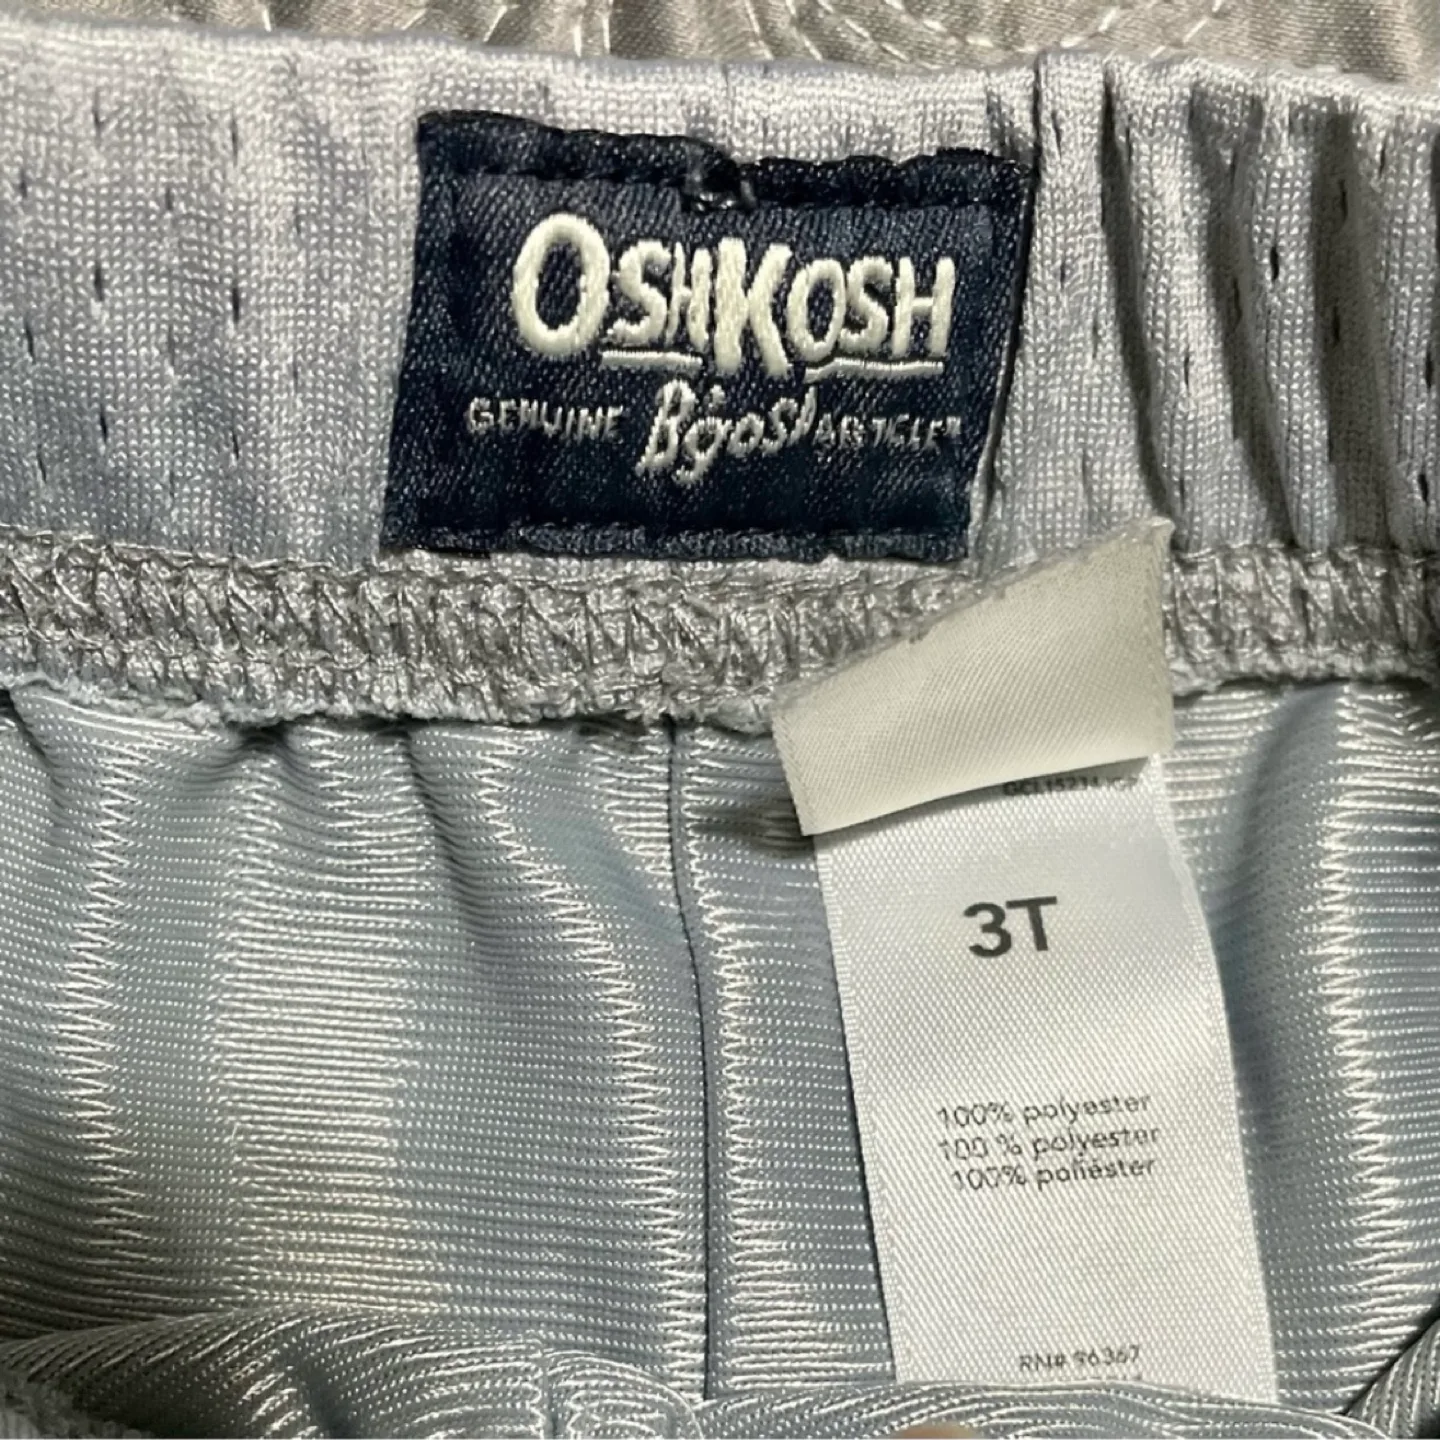 OSHKOSH
GENUINE B'gosh ARTICLE
3T
100% polyester
100 % polyester
100% poliéster
RN# 96367